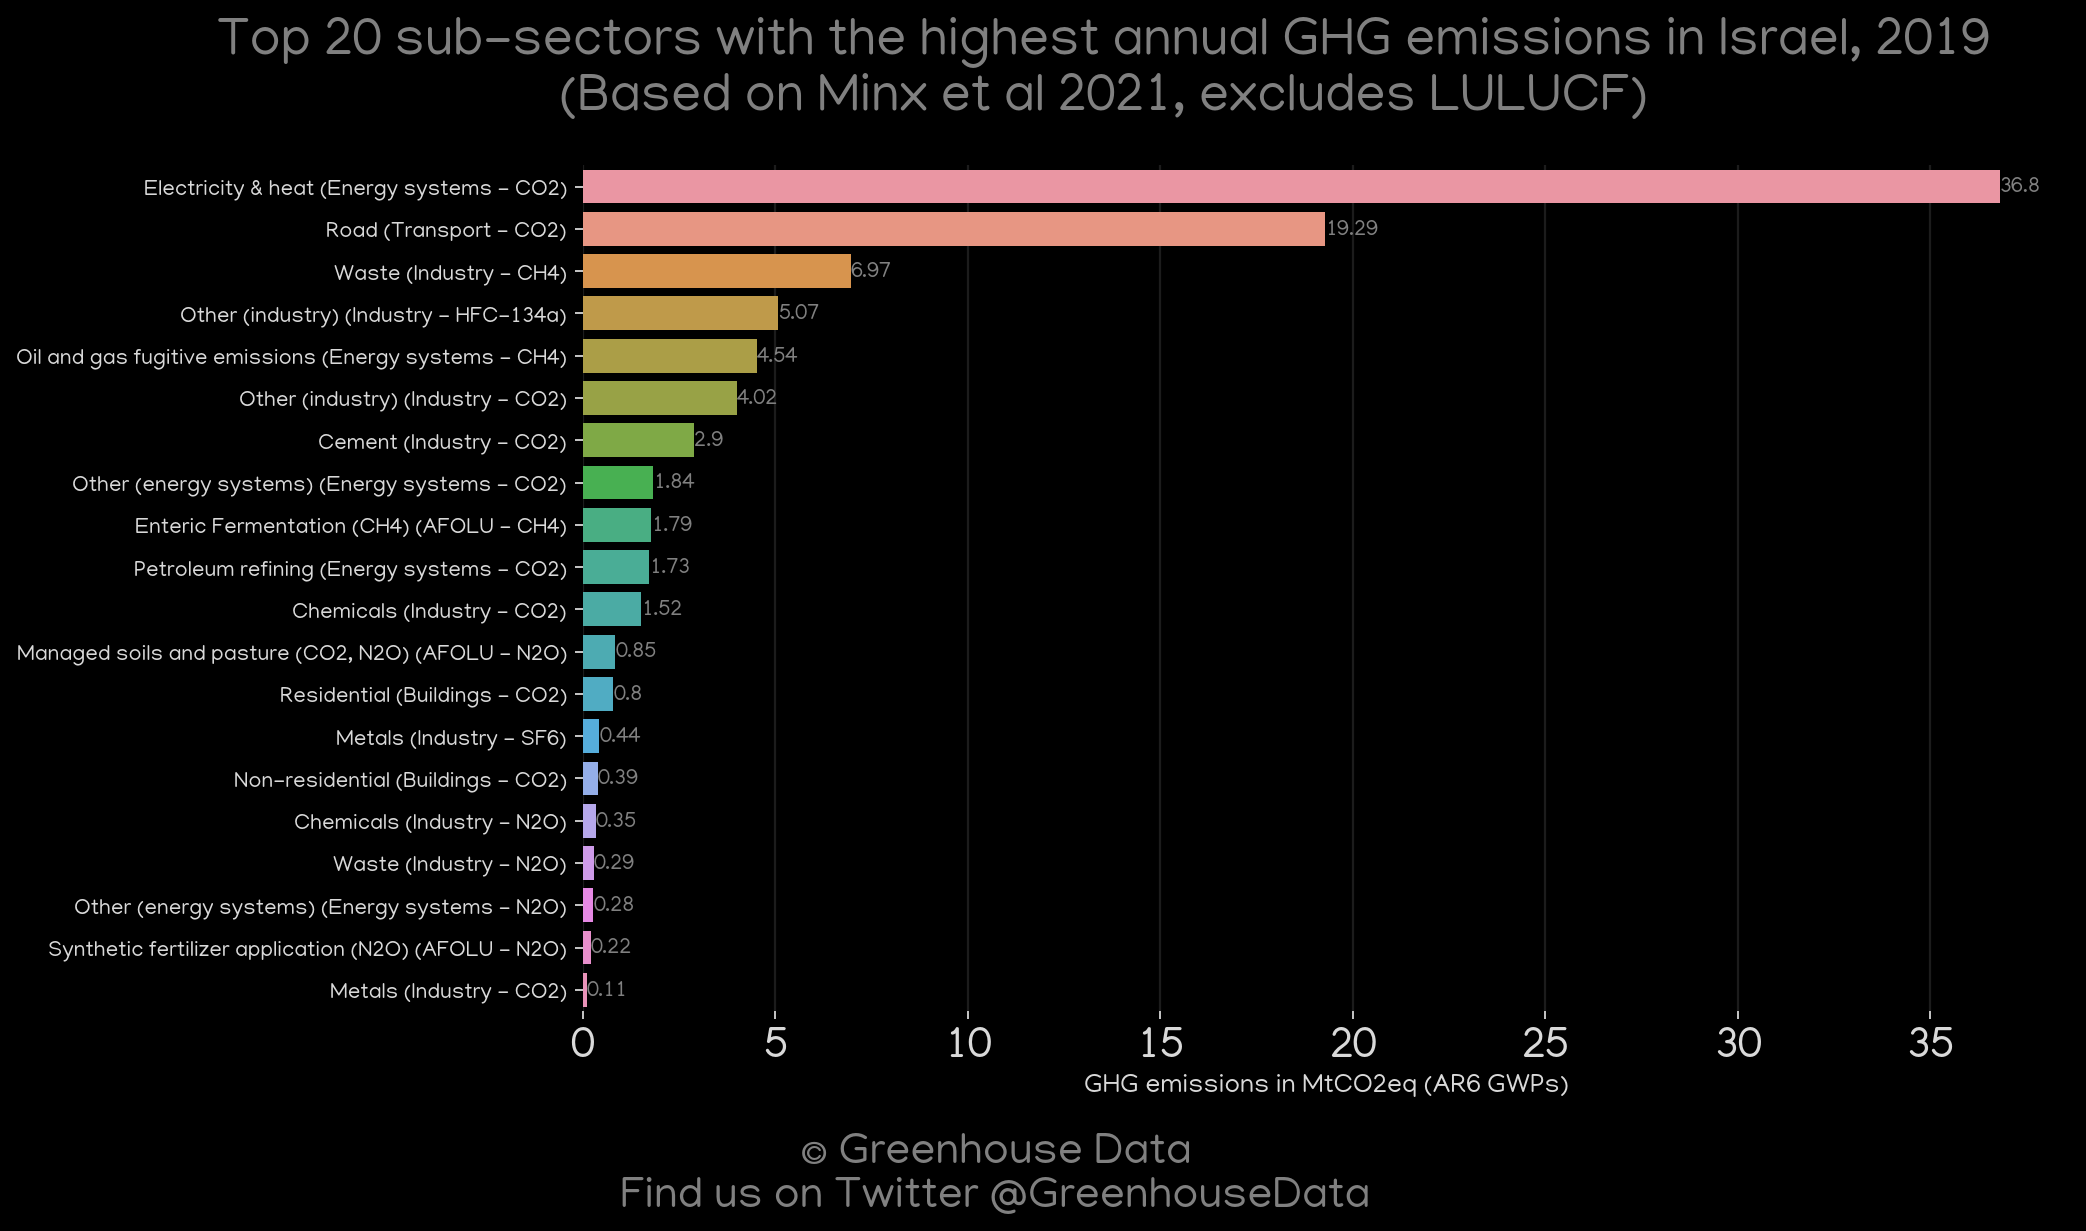 Top 20 sub-sectors with the highest annual GHG emissions in Israel, 2019
(Based on Minx et al 2021, excludes LULUCF)
Electricity & heat (Energy systems - CO2) 36.8
Road (Transport - CO2) 19.29
Waste (Industry - CH4) 6.97
Other (industry) (Industry - HFC-134a) 5.07
Oil and gas fugitive emissions (Energy systems - CH4) 4.54
Other (industry) (Industry - CO2) 4.02
Cement (Industry - CO2) 2.9
Other (energy systems) (Energy systems - CO2) 1.84
Enteric Fermentation (CH4) (AFOLU - CH4) 1.79
Petroleum refining (Energy systems - CO2) 1.73
Chemicals (Industry - CO2) 1.52
Managed soils and pasture (CO2, N2O) (AFOLU - N2O) 0.85
Residential (Buildings - CO2) 0.8
Metals (Industry - SF6) 0.44
Non-residential (Buildings - CO2) 0.39
Chemicals (Industry - N2O) 0.35
Waste (Industry - N2O) 0.29
Other (energy systems) (Energy systems - N2O) 0.28
Synthetic fertilizer application (N2O) (AFOLU - N2O) 0.22
Metals (Industry - CO2) 0.11
0 5 10 15 20 25 30 35
GHG emissions in MtCO2eq (AR6 GWPs)
© Greenhouse Data
Find us on Twitter @GreenhouseData